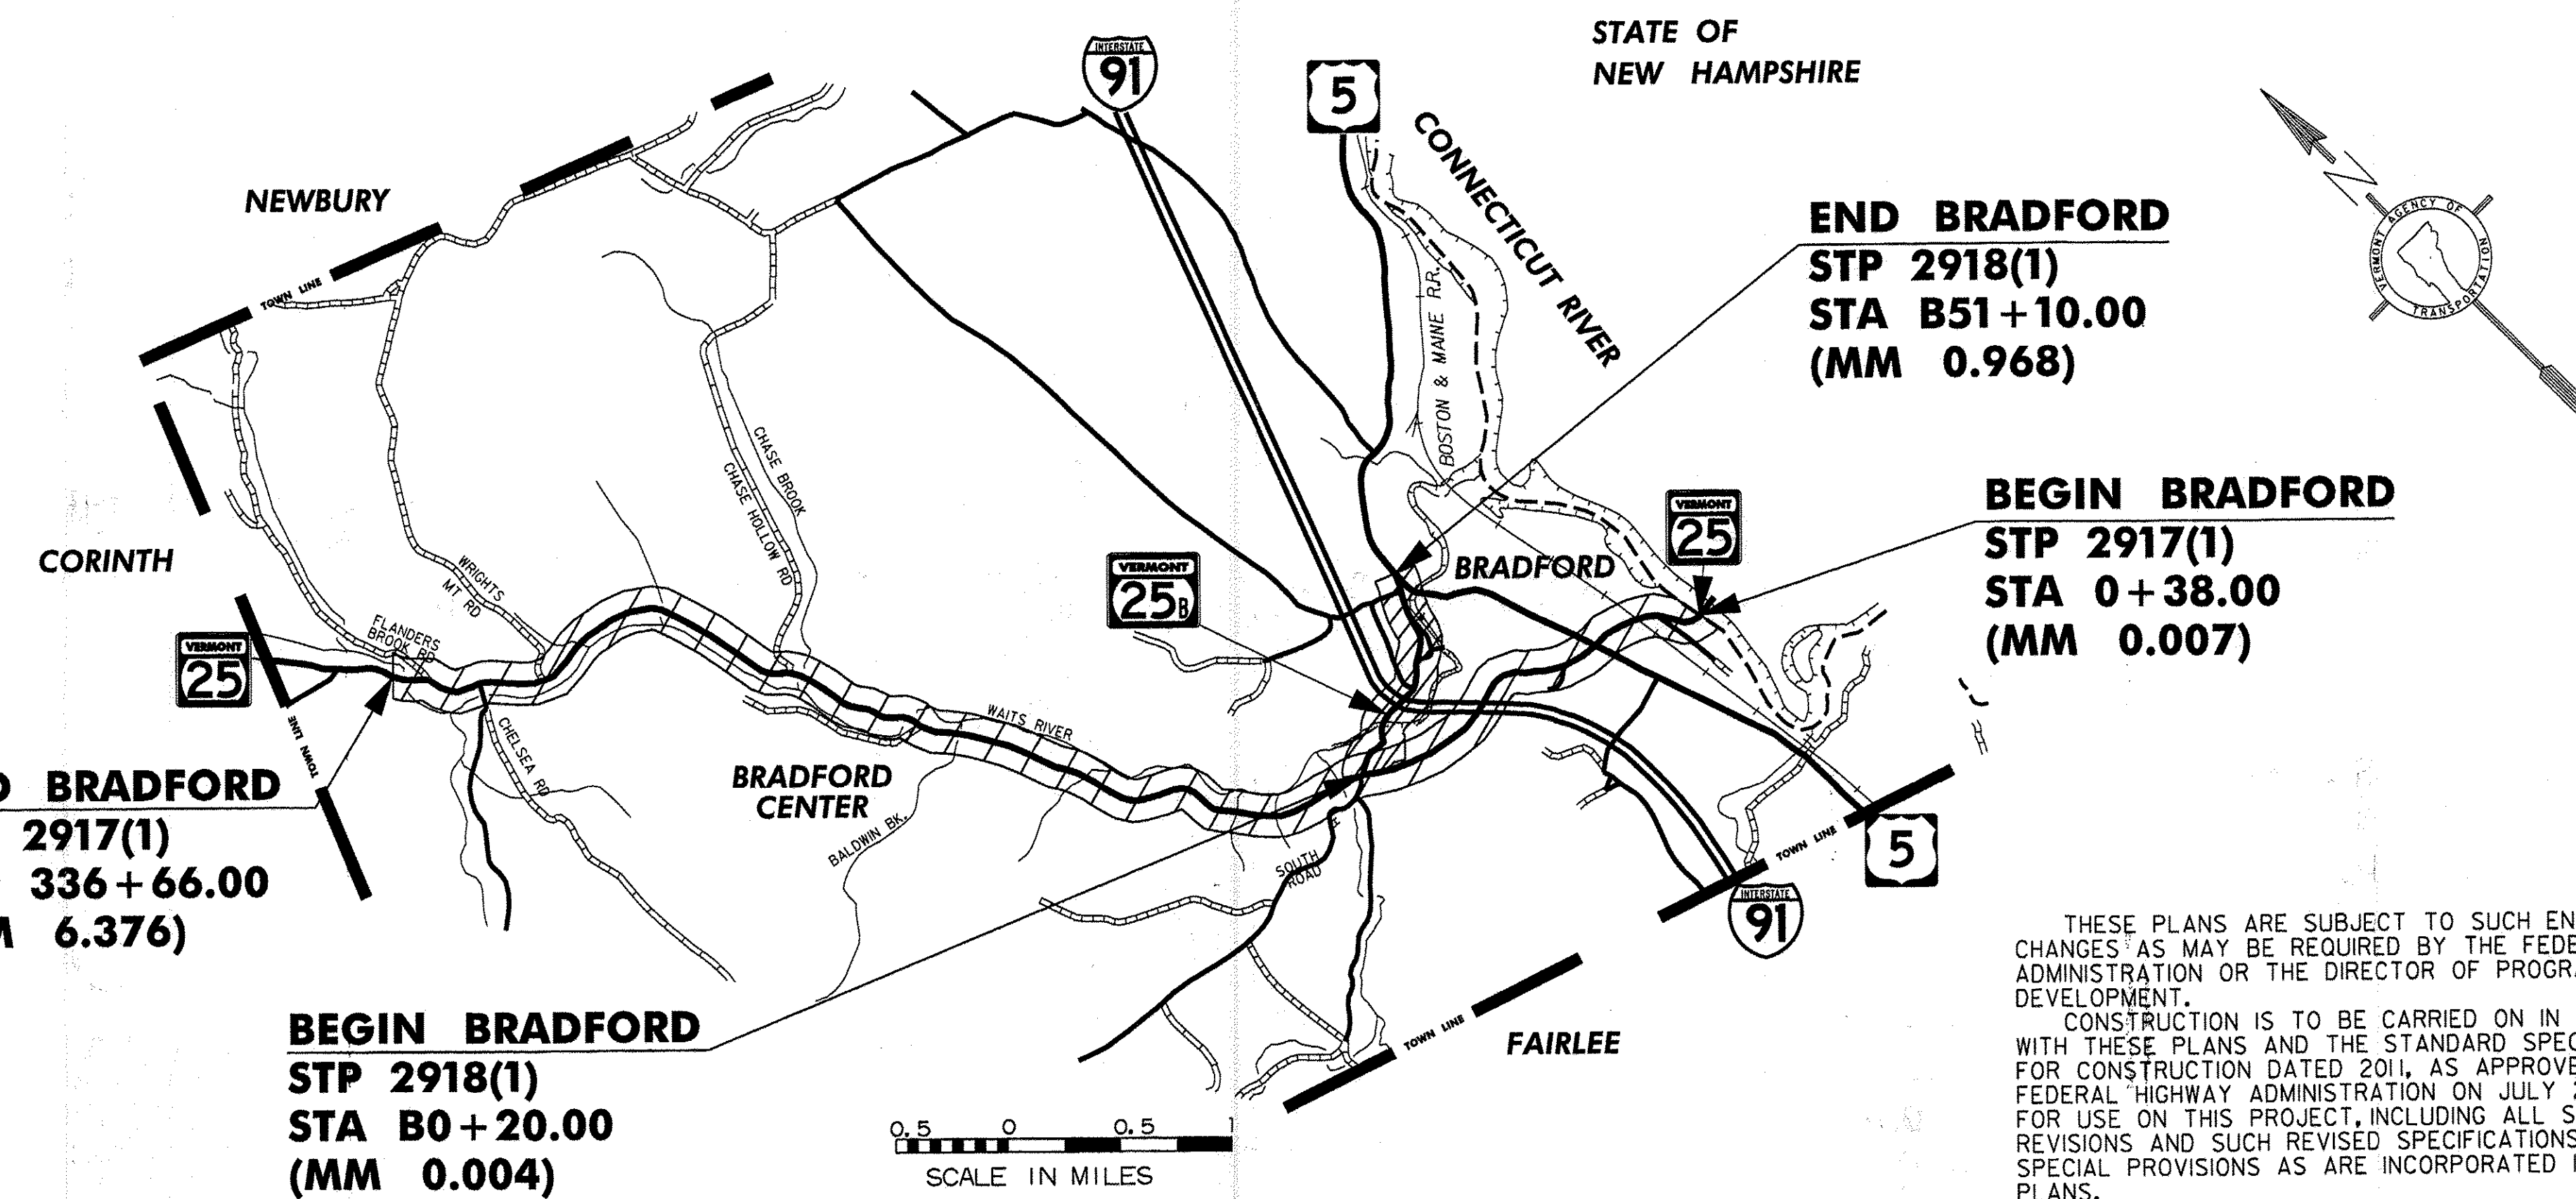 STATE OF
NEW HAMPSHIRE
INTERSTATE
91
5
CONNECTICUT RIVER
NEWBURY
TOWN LINE
BOSTON & MAINE R.R.
END BRADFORD
STP 2918(1)
STA B51+10.00
(MM 0.968)
VERMONT AGENCY OF
TRANSPORTATION
N
CHASE BROOK
CHASE HOLLOW RD
BEGIN BRADFORD
STP 2917(1)
STA 0+38.00
(MM 0.007)
VERMONT
25
CORINTH
WRIGHTS
MT RD
VERMONT
25B
BRADFORD
FLANDERS
BROOK RD
VERMONT
25
TOWN LINE
CHELSEA RD
WAITS RIVER
BRADFORD
CENTER
BALDWIN BK.
SOUTH
ROAD
BRADFORD
2917(1)
336+66.00
6.376)
TOWN LINE
5
INTERSTATE
91
BEGIN BRADFORD
STP 2918(1)
STA B0+20.00
(MM 0.004)
TOWN LINE
FAIRLEE
0.5 0 0.5 1
SCALE IN MILES
THESE PLANS ARE SUBJECT TO SUCH EN
CHANGES AS MAY BE REQUIRED BY THE FEDE
ADMINISTRATION OR THE DIRECTOR OF PROGR
DEVELOPMENT.
CONSTRUCTION IS TO BE CARRIED ON IN
WITH THESE PLANS AND THE STANDARD SPEC
FOR CONSTRUCTION DATED 2011, AS APPROVE
FEDERAL HIGHWAY ADMINISTRATION ON JULY
FOR USE ON THIS PROJECT, INCLUDING ALL S
REVISIONS AND SUCH REVISED SPECIFICATIONS
SPECIAL PROVISIONS AS ARE INCORPORATED
PLANS.